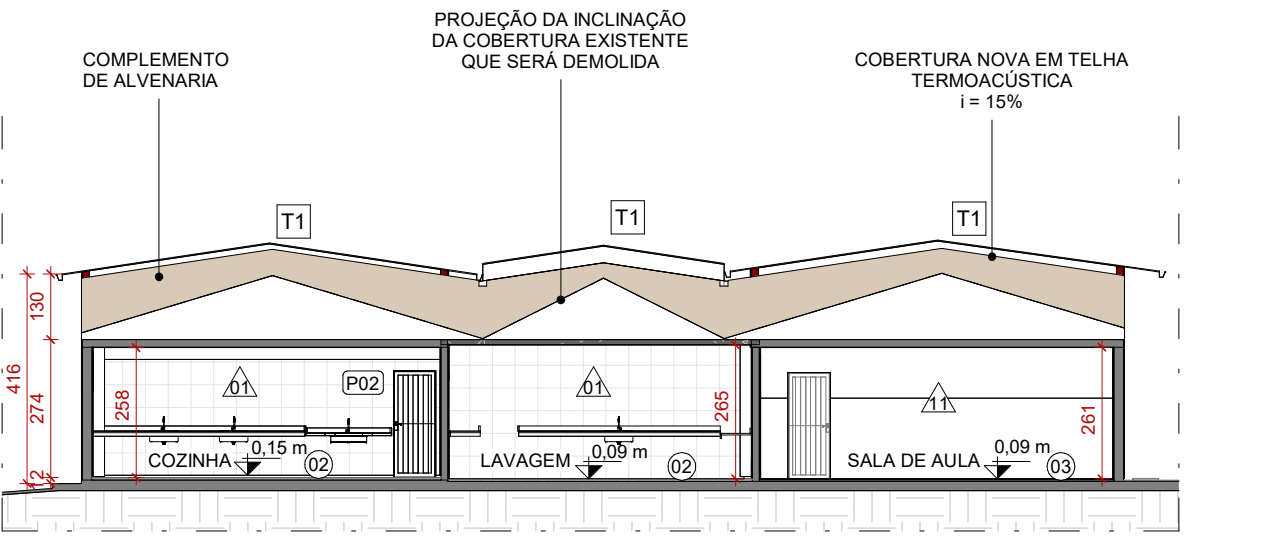 PROJEÇÃO DA INCLINAÇÃO
DA COBERTURA EXISTENTE
QUE SERÁ DEMOLIDA
COMPLEMENTO
DE ALVENARIA
COBERTURA NOVA EM TELHA
TERMOACÚSTICA
i = 15%
T1
T1
T1
130
416
274
12
258
01
P02
COZINHA
0,15 m
02
01
265
LAVAGEM
0,09 m
02
11
261
SALA DE AULA
0,09 m
03